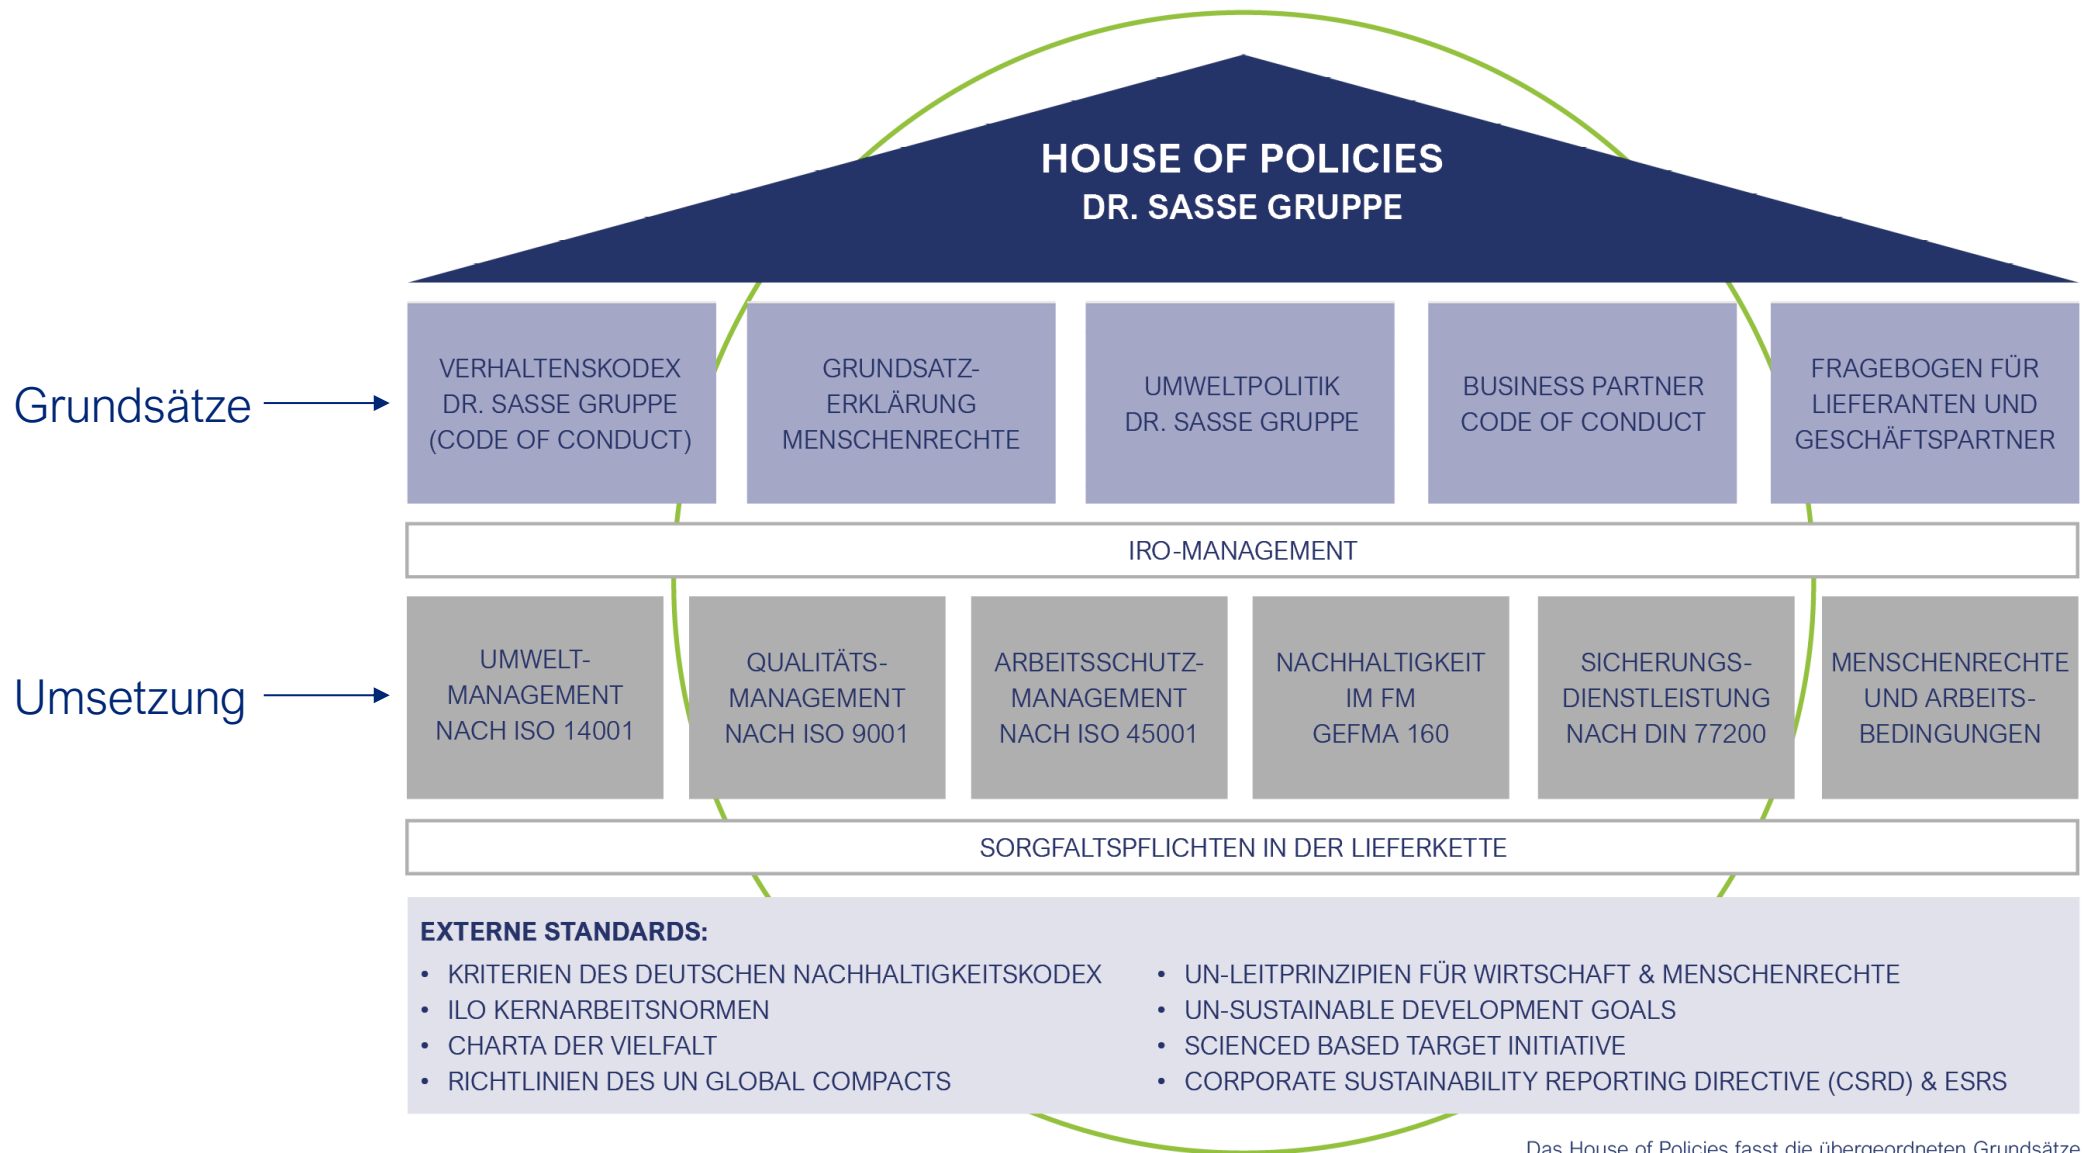 HOUSE OF POLICIES
DR. SASSE GRUPPE
Grundsätze
VERHALTENSKODEX
DR. SASSE GRUPPE
(CODE OF CONDUCT)
GRUNDSATZ-
ERKLÄRUNG
MENSCHENRECHTE
UMWELTPOLITIK
DR. SASSE GRUPPE
BUSINESS PARTNER
CODE OF CONDUCT
FRAGEBOGEN FÜR
LIEFERANTEN UND
GESCHÄFTSPARTNER
IRO-MANAGEMENT
Umsetzung
UMWELT-
MANAGEMENT
NACH ISO 14001
QUALITÄTS-
MANAGEMENT
NACH ISO 9001
ARBEITSSCHUTZ-
MANAGEMENT
NACH ISO 45001
NACHHALTIGKEIT
IM FM
GEFMA 160
SICHERUNGS-
DIENSTLEISTUNG
NACH DIN 77200
MENSCHENRECHTE
UND ARBEITS-
BEDINGUNGEN
SORGFALTSPFLICHTEN IN DER LIEFERKETTE
EXTERNE STANDARDS:
• KRITERIEN DES DEUTSCHEN NACHHALTIGKEITSKODEX
• ILO KERNARBEITSNORMEN
• CHARTA DER VIELFALT
• RICHTLINIEN DES UN GLOBAL COMPACTS
• UN-LEITPRINZIPIEN FÜR WIRTSCHAFT & MENSCHENRECHTE
• UN-SUSTAINABLE DEVELOPMENT GOALS
• SCIENCED BASED TARGET INITIATIVE
• CORPORATE SUSTAINABILITY REPORTING DIRECTIVE (CSRD) & ESRS
Das House of Policies fasst die übergeordneten Grundsätze